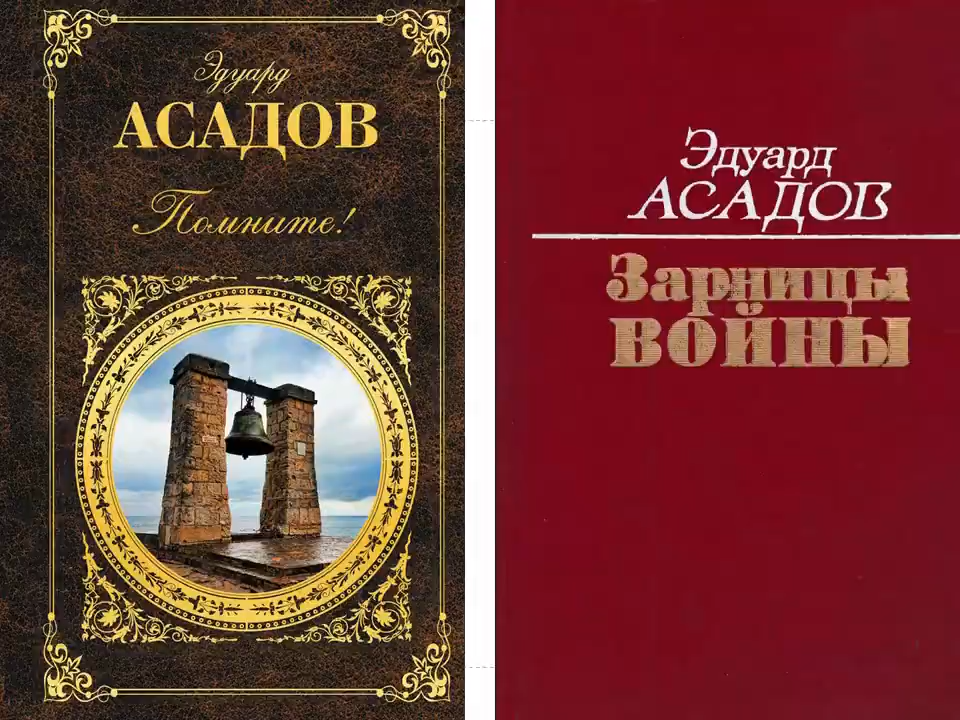 Эдуард
АСАДОВ
Помните!
Эдуард
АСАДОВ
Зарницы
ВОЙНЫ